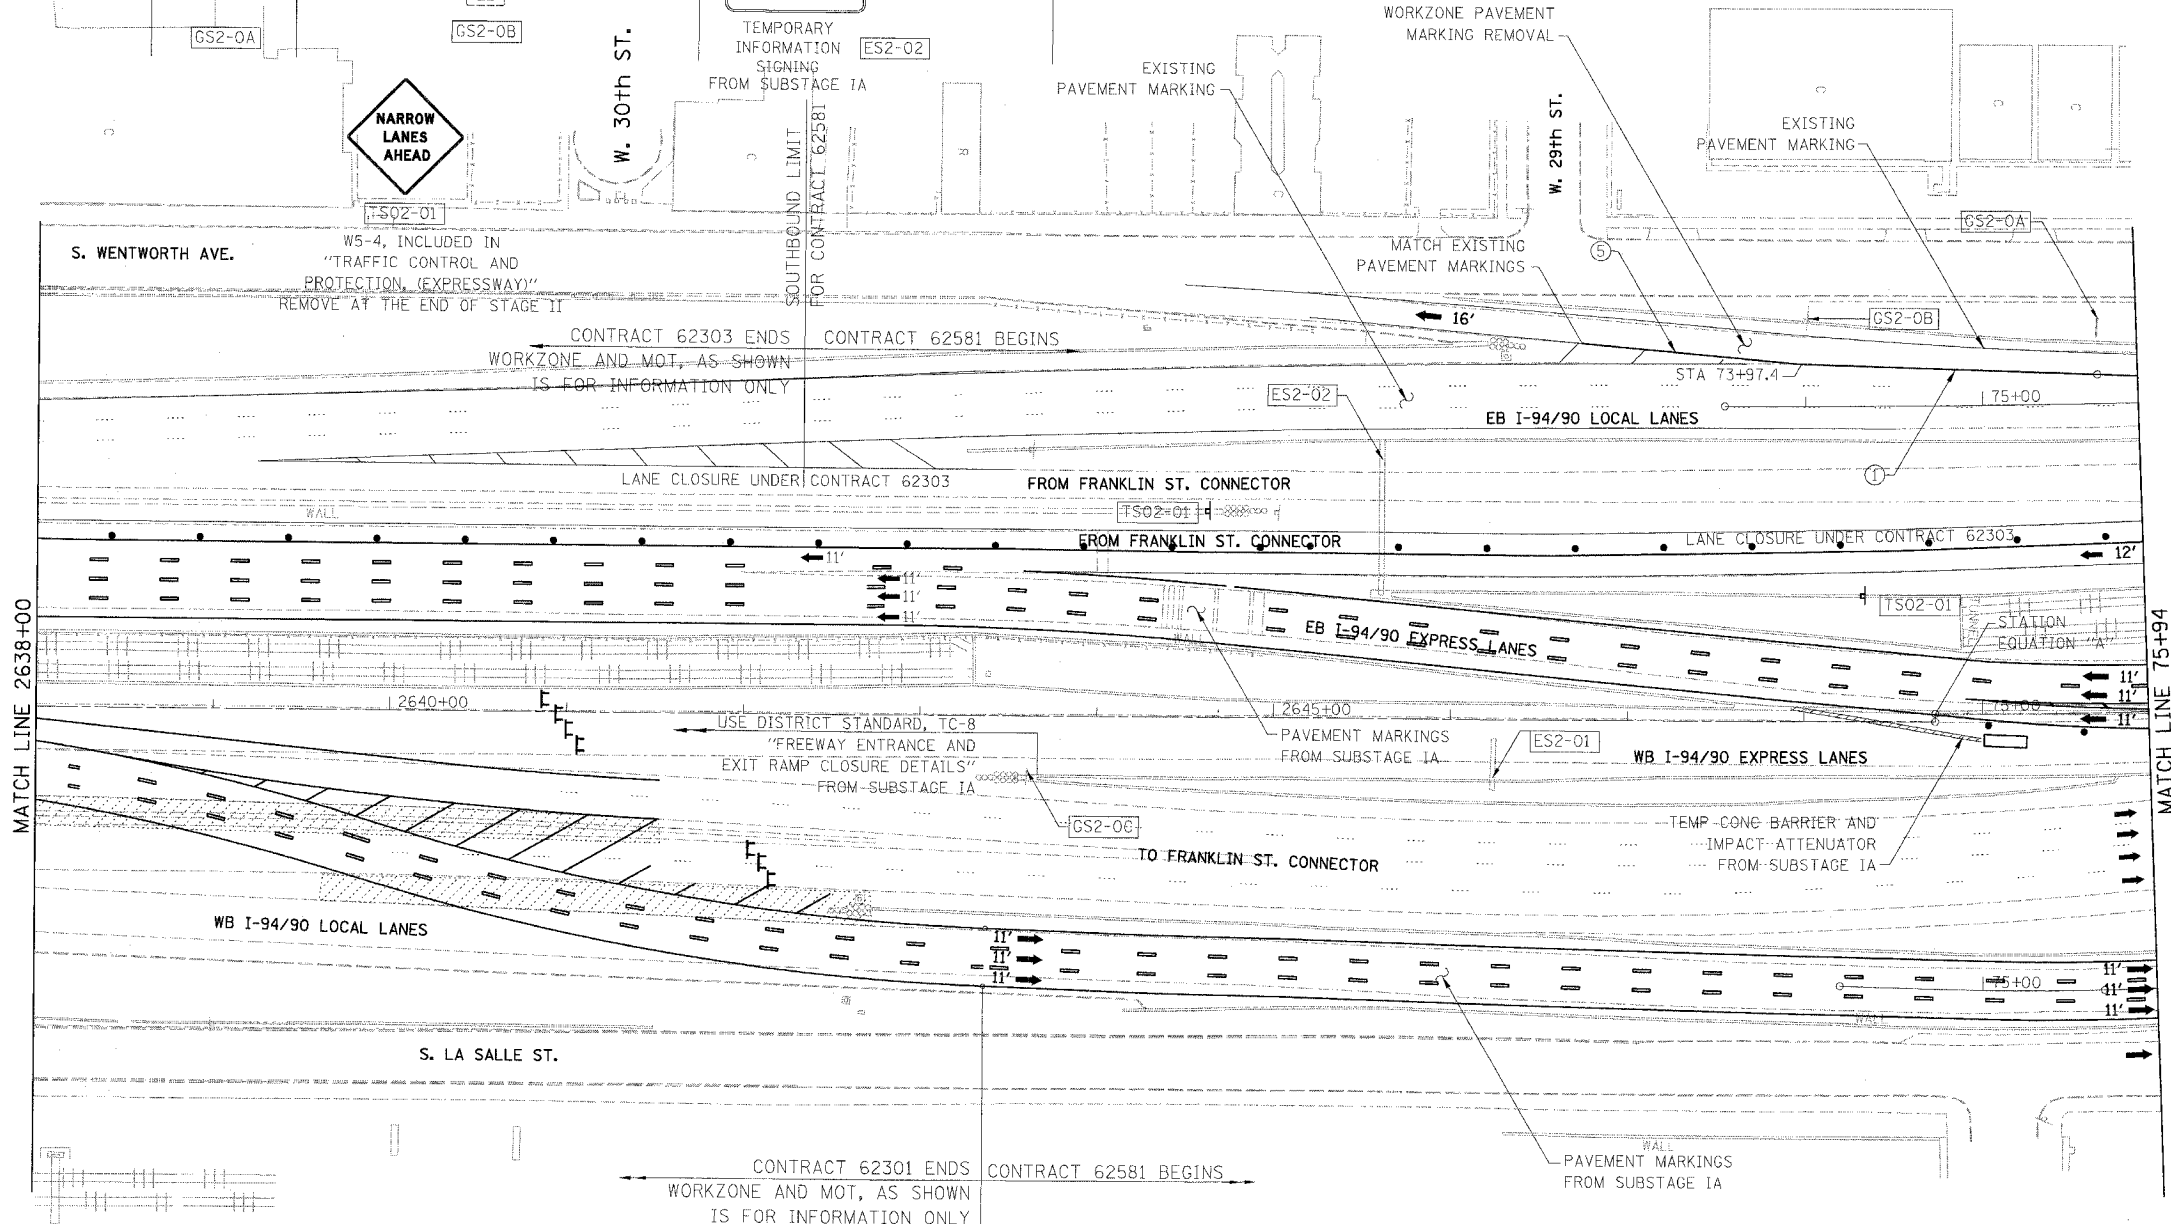 GS2-0A
GS2-0B
TEMPORARY
INFORMATION
SIGNING
FROM SUBSTAGE IA
ES2-02
WORKZONE PAVEMENT
MARKING REMOVAL
EXISTING
PAVEMENT MARKING
NARROW
LANES
AHEAD
W. 30th ST.
SOUTHBOUND LIMIT
FOR CONTRACT 62581
W. 29th ST.
EXISTING
PAVEMENT MARKING
TS02-01
W5-4, INCLUDED IN
"TRAFFIC CONTROL AND
PROTECTION, (EXPRESSWAY)"
REMOVE AT THE END OF STAGE II
S. WENTWORTH AVE.
MATCH EXISTING
PAVEMENT MARKINGS
5
GS2-0A
16'
GS2-0B
CONTRACT 62303 ENDS
CONTRACT 62581 BEGINS
WORKZONE AND MOT, AS SHOWN
IS FOR INFORMATION ONLY
STA 73+97.4
ES2-02
75+00
EB I-94/90 LOCAL LANES
1
LANE CLOSURE UNDER CONTRACT 62303
FROM FRANKLIN ST. CONNECTOR
WALL
TS02-01
FROM FRANKLIN ST. CONNECTOR
LANE CLOSURE UNDER CONTRACT 62303
12'
11'
11'
11'
11'
TS02-01
STATION
EQUATION "A"
EB I-94/90 EXPRESS LANES
WALL
11'
11'
11'
75+00
MATCH LINE 2638+00
MATCH LINE 75+94
2640+00
2645+00
USE DISTRICT STANDARD, TC-8
"FREEWAY ENTRANCE AND
EXIT RAMP CLOSURE DETAILS"
FROM SUBSTAGE IA
PAVEMENT MARKINGS
FROM SUBSTAGE IA
ES2-01
WB I-94/90 EXPRESS LANES
GS2-0C
TEMP CONC BARRIER AND
IMPACT ATTENUATOR
FROM SUBSTAGE IA
TO FRANKLIN ST. CONNECTOR
WB I-94/90 LOCAL LANES
11'
11'
11'
11'
11'
11'
75+00
WALL
S. LA SALLE ST.
WALL
PAVEMENT MARKINGS
FROM SUBSTAGE IA
CONTRACT 62301 ENDS
CONTRACT 62581 BEGINS
WORKZONE AND MOT, AS SHOWN
IS FOR INFORMATION ONLY